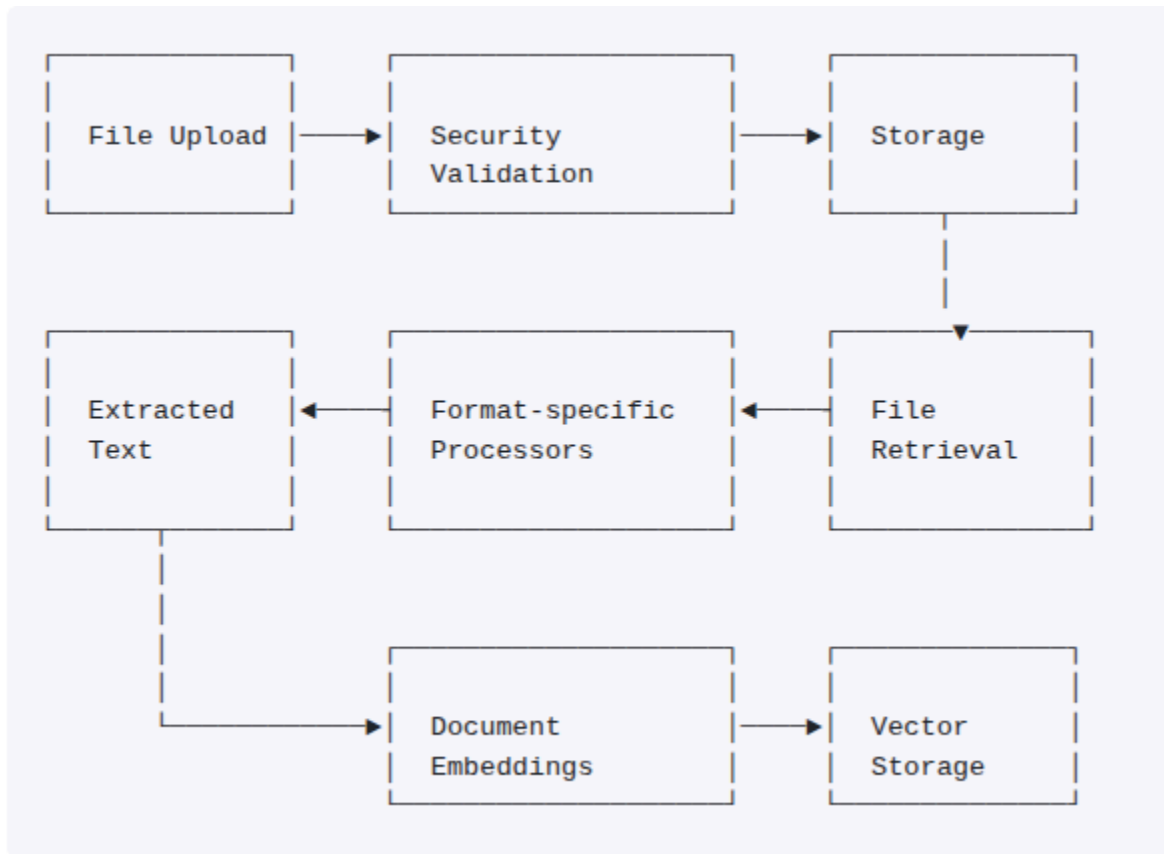 File Upload
Security
Validation
Storage
Extracted
Text
Format-specific
Processors
File
Retrieval
Document
Embeddings
Vector
Storage